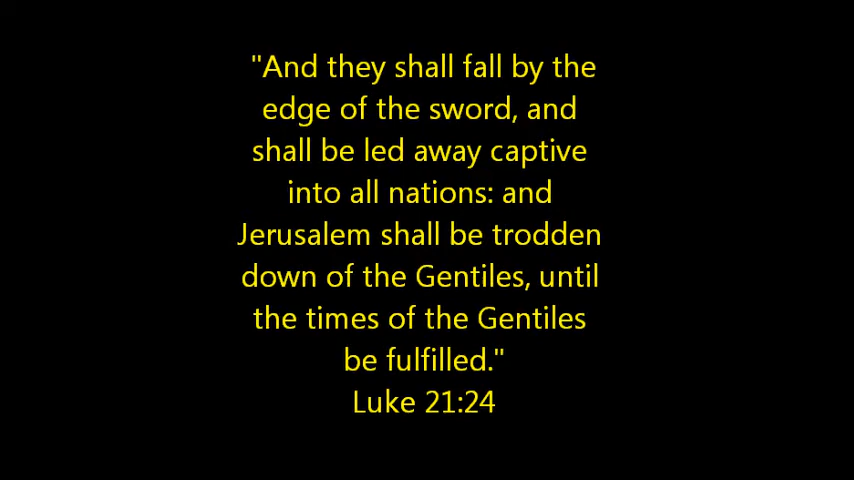 "And they shall fall by the
edge of the sword, and
shall be led away captive
into all nations: and
Jerusalem shall be trodden
down of the Gentiles, until
the times of the Gentiles
be fulfilled."
Luke 21:24